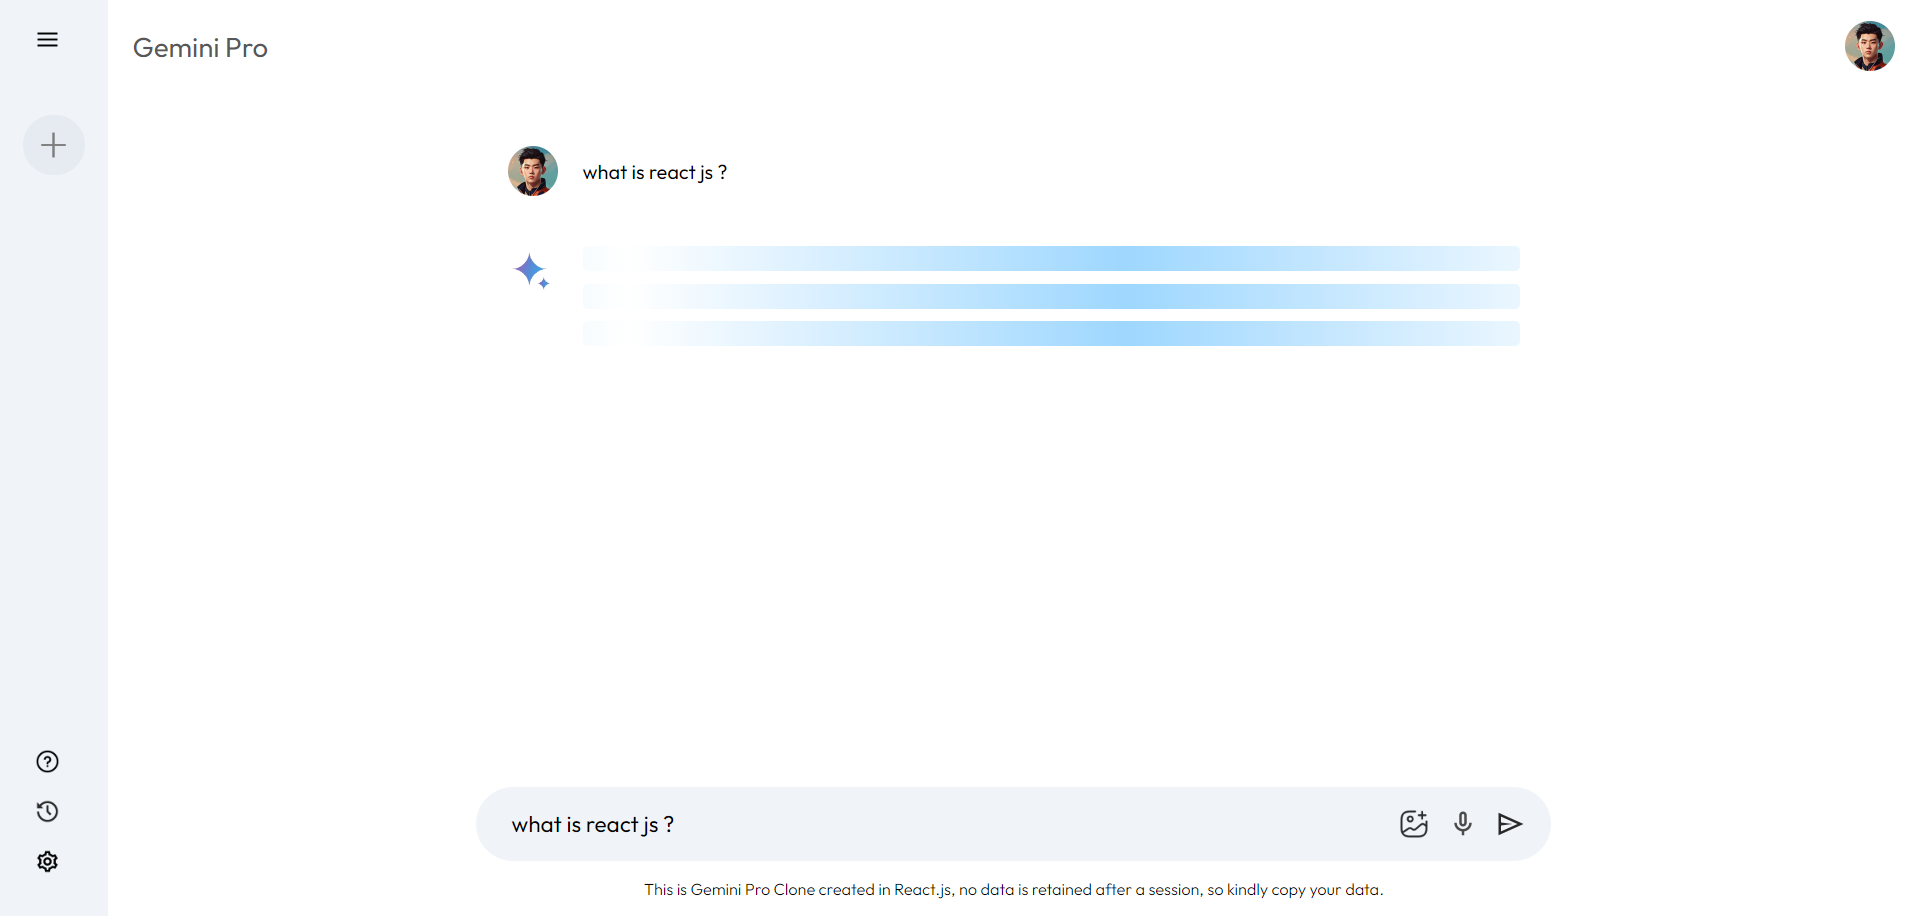 Gemini Pro
what is react js ?
what is react js ?
This is Gemini Pro Clone created in React.js, no data is retained after a session, so kindly copy your data.